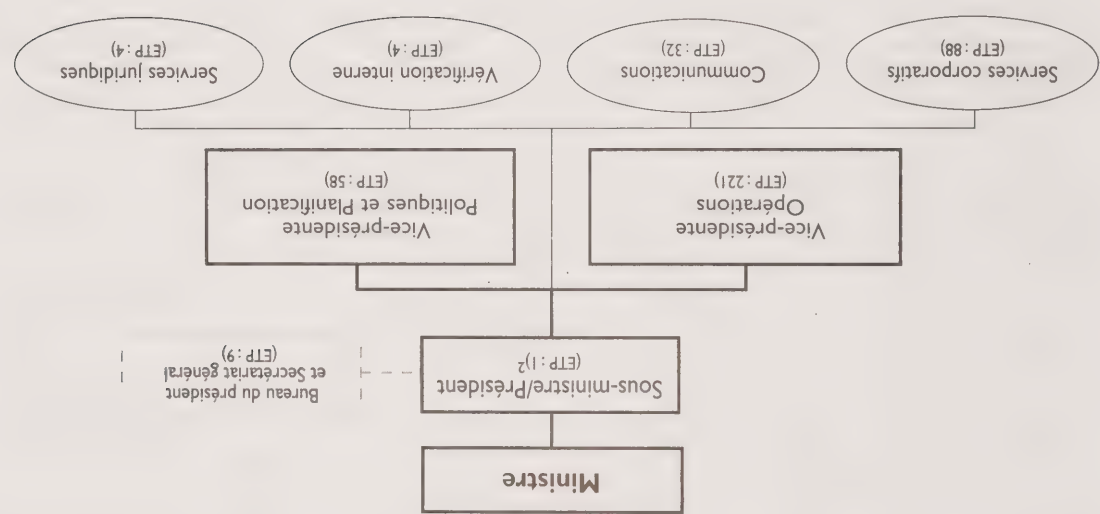 Ministre
Sous-ministre/Président
(ETP : 1)²
Bureau du président
et Secrétariat général
(ETP : 9)
Vice-présidente
Opérations
(ETP : 221)
Vice-présidente
Politiques et Planification
(ETP : 58)
Services corporatifs
(ETP : 88)
Communications
(ETP : 32)
Vérification interne
(ETP : 4)
Services juridiques
(ETP : 4)